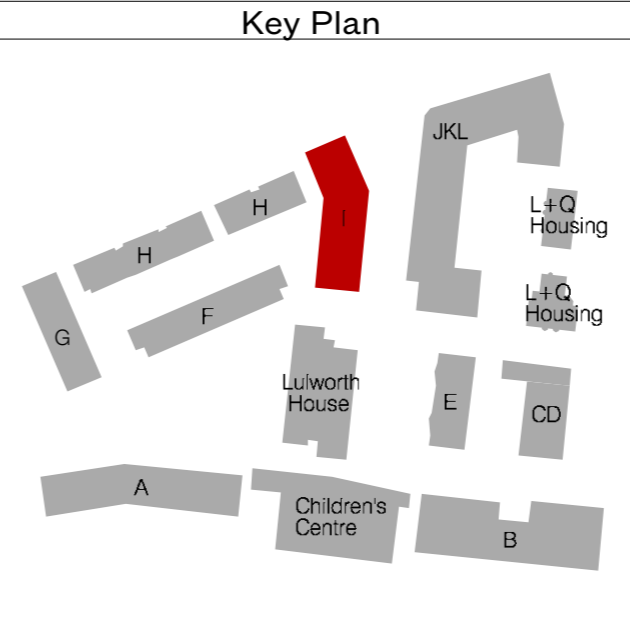 Key Plan
JKL
H
H
I
L+Q
Housing
L+Q
Housing
G
F
Lulworth
House
E
CD
A
Children's
Centre
B